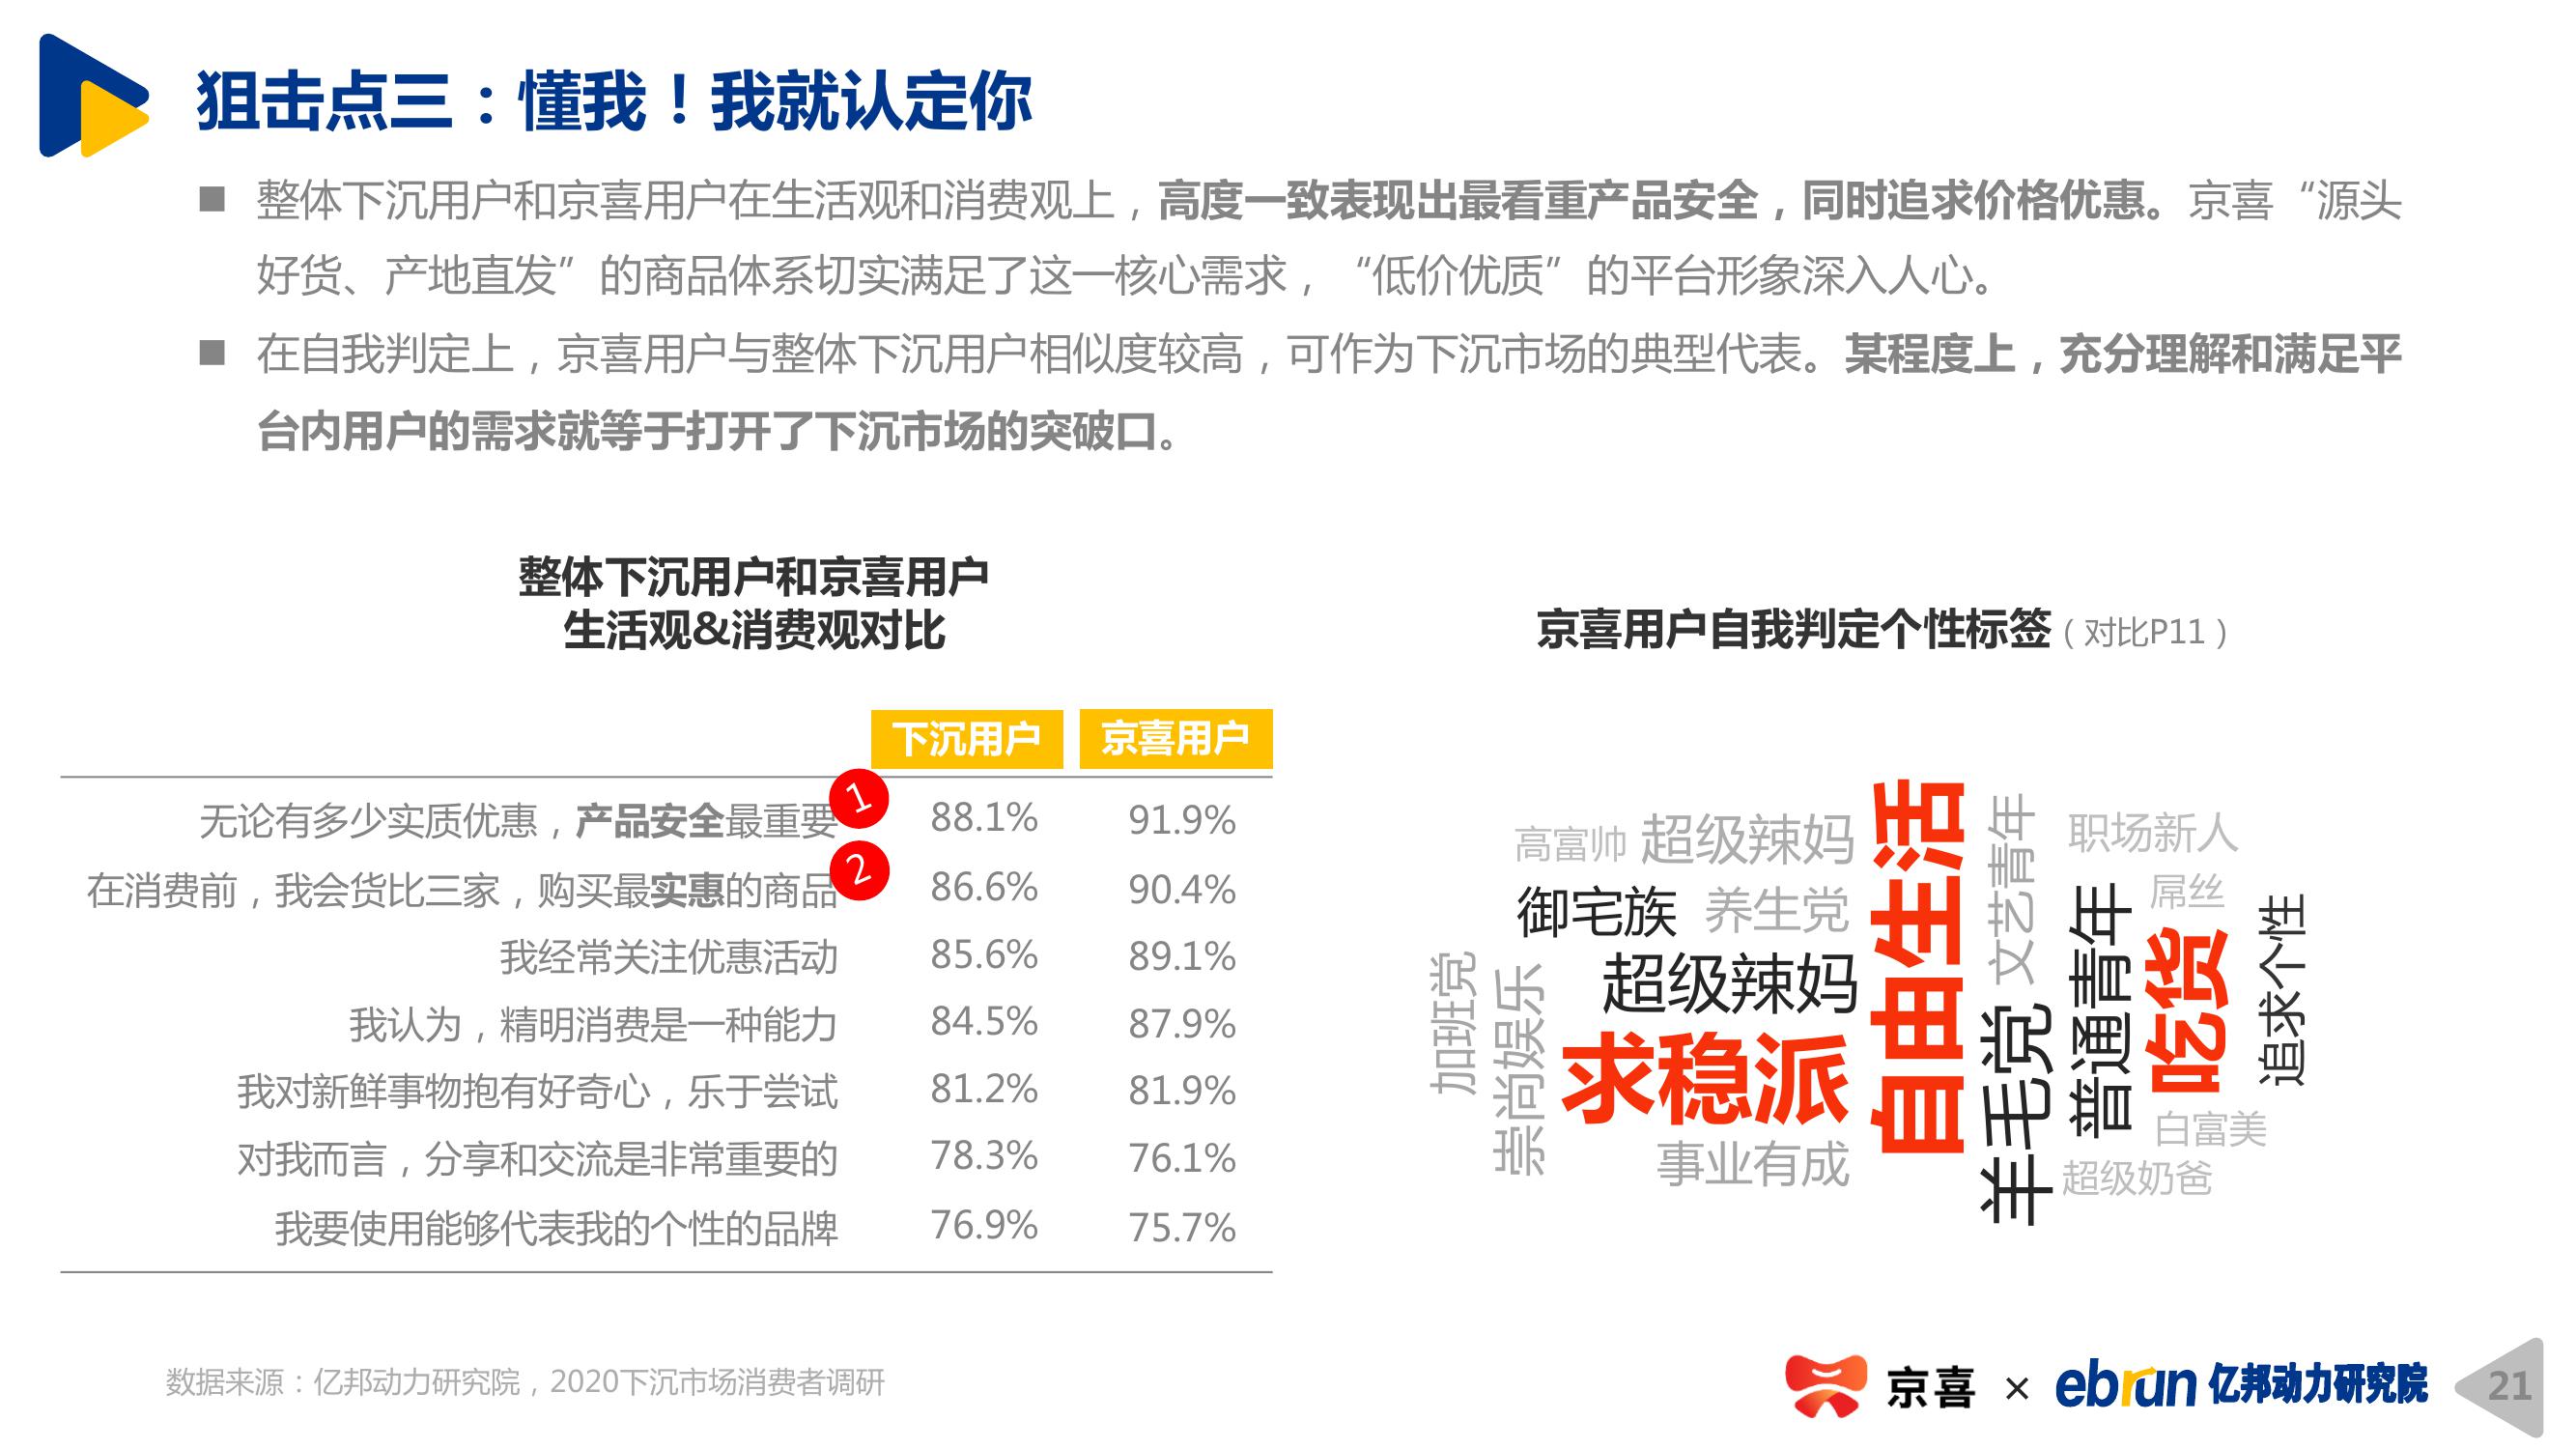 狙击点三：懂我！我就认定你
■ 整体下沉用户和京喜用户在生活观和消费观上，高度一致表现出最看重产品安全，同时追求价格优惠。京喜“源头
好货、产地直发”的商品体系切实满足了这一核心需求，“低价优质”的平台形象深入人心。
■ 在自我判定上，京喜用户与整体下沉用户相似度较高，可作为下沉市场的典型代表。某程度上，充分理解和满足平
台内用户的需求就等于打开了下沉市场的突破口。
整体下沉用户和京喜用户
生活观&消费观对比
下沉用户 京喜用户
无论有多少实质优惠，产品安全最重要 1 88.1% 91.9%
在消费前，我会货比三家，购买最实惠的商品 2 86.6% 90.4%
我经常关注优惠活动 85.6% 89.1%
我认为，精明消费是一种能力 84.5% 87.9%
我对新鲜事物抱有好奇心，乐于尝试 81.2% 81.9%
对我而言，分享和交流是非常重要的 78.3% 76.1%
我要使用能够代表我的个性的品牌 76.9% 75.7%
京喜用户自我判定个性标签（对比P11）
高富帅
超级辣妈
御宅族
养生党
超级辣妈
加班党
崇尚娱乐
求稳派
事业有成
自由生活
文艺青年
羊毛党
职场新人
屌丝
普通青年
吃货
追求个性
白富美
超级奶爸
数据来源：亿邦动力研究院，2020下沉市场消费者调研
京喜 × ebrun 亿邦动力研究院
21